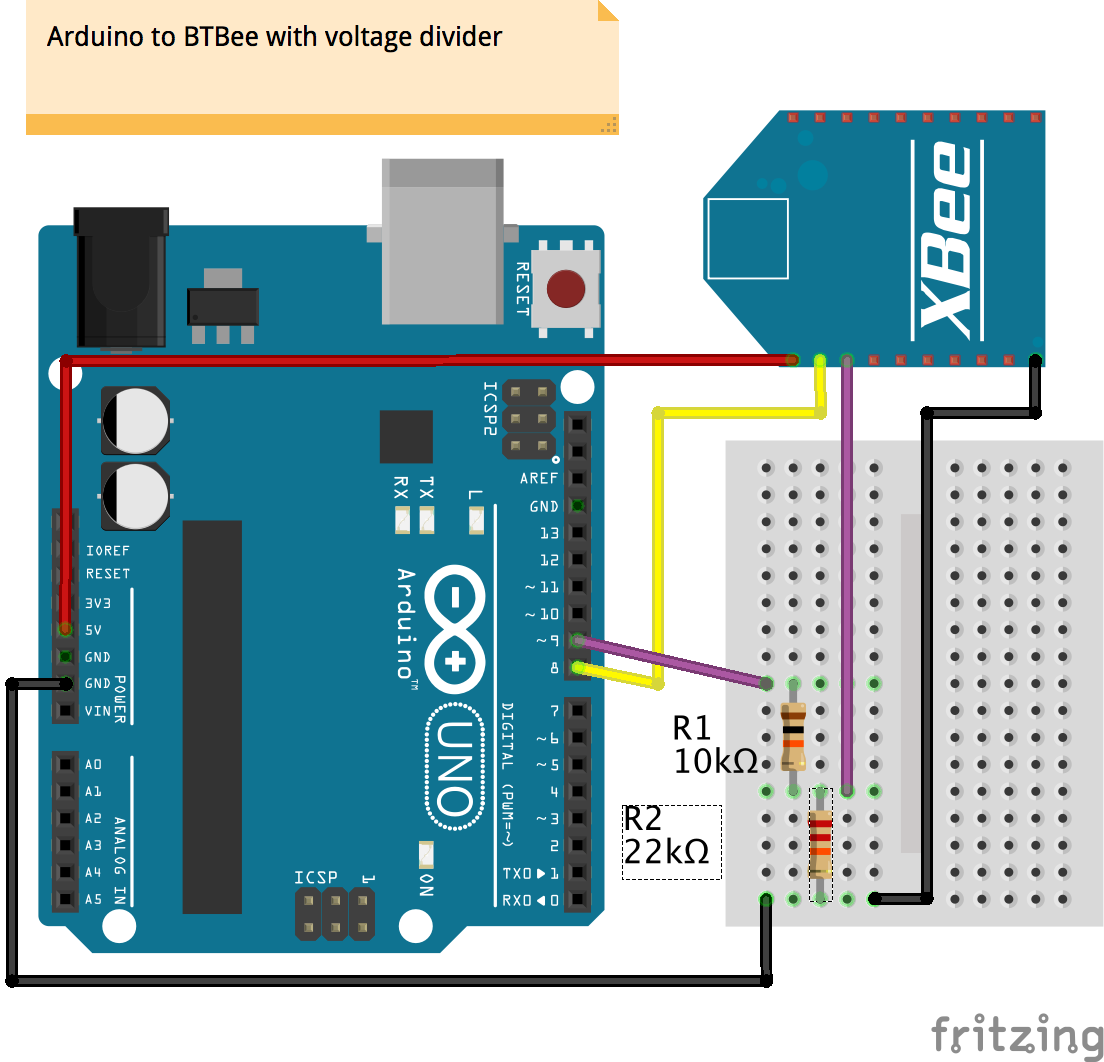 Arduino to BTBee with voltage divider
XBee
RESET
ICSP2
AREF
GND
13
12
~11
~10
~9
8
7
~6
~5
4
~3
2
TX0▶1
RX0◀0
DIGITAL (PWM=~)
RX
TX
L
Arduino™
UNO
IOREF
RESET
3V3
5V
GND
GND
VIN
POWER
A0
A1
A2
A3
A4
A5
ANALOG IN
ICSP
1
ON
R1
10kΩ
R2
22kΩ
fritzing